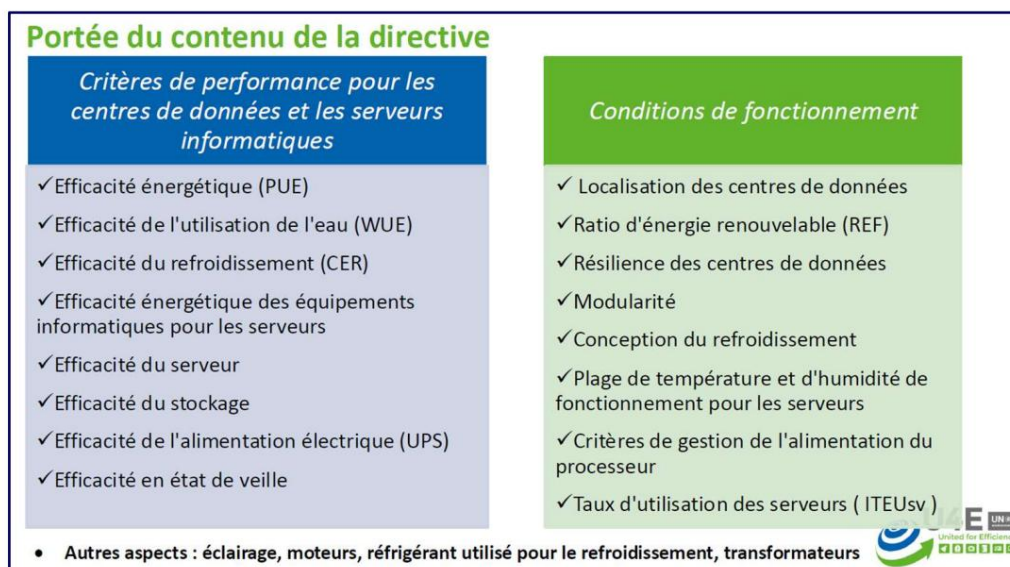 Portée du contenu de la directive
Critères de performance pour les
centres de données et les serveurs
informatiques
✓Efficacité énergétique (PUE)
✓Efficacité de l'utilisation de l'eau (WUE)
✓Efficacité du refroidissement (CER)
✓Efficacité énergétique des équipements
informatiques pour les serveurs
✓Efficacité du serveur
✓Efficacité du stockage
✓Efficacité de l'alimentation électrique (UPS)
✓Efficacité en état de veille
Conditions de fonctionnement
✓ Localisation des centres de données
✓Ratio d'énergie renouvelable (REF)
✓Résilience des centres de données
✓Modularité
✓Conception du refroidissement
✓Plage de température et d'humidité de
fonctionnement pour les serveurs
✓Critères de gestion de l'alimentation du
processeur
✓Taux d'utilisation des serveurs ( ITEUsv )
• Autres aspects : éclairage, moteurs, réfrigérant utilisé pour le refroidissement, transformateurs
U4E
United for Efficiency